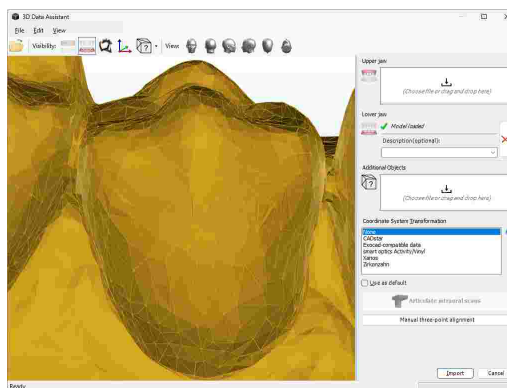 3D Data Assistant
File Edit View
Visibility: Views
Upper jaw
(Choose file or drag and drop here)
Lower jaw
Model loaded
Description (optional):
Additional Objects
(Choose file or drag and drop here)
Coordinate System Transformation
None
CADstar
Exocad-compatible data
smart optics Activity/Vinyl
Xanos
Zirkonzahn
Use as default
Articulate intraoral scans
Manual three-point alignment
Import Cancel
Ready